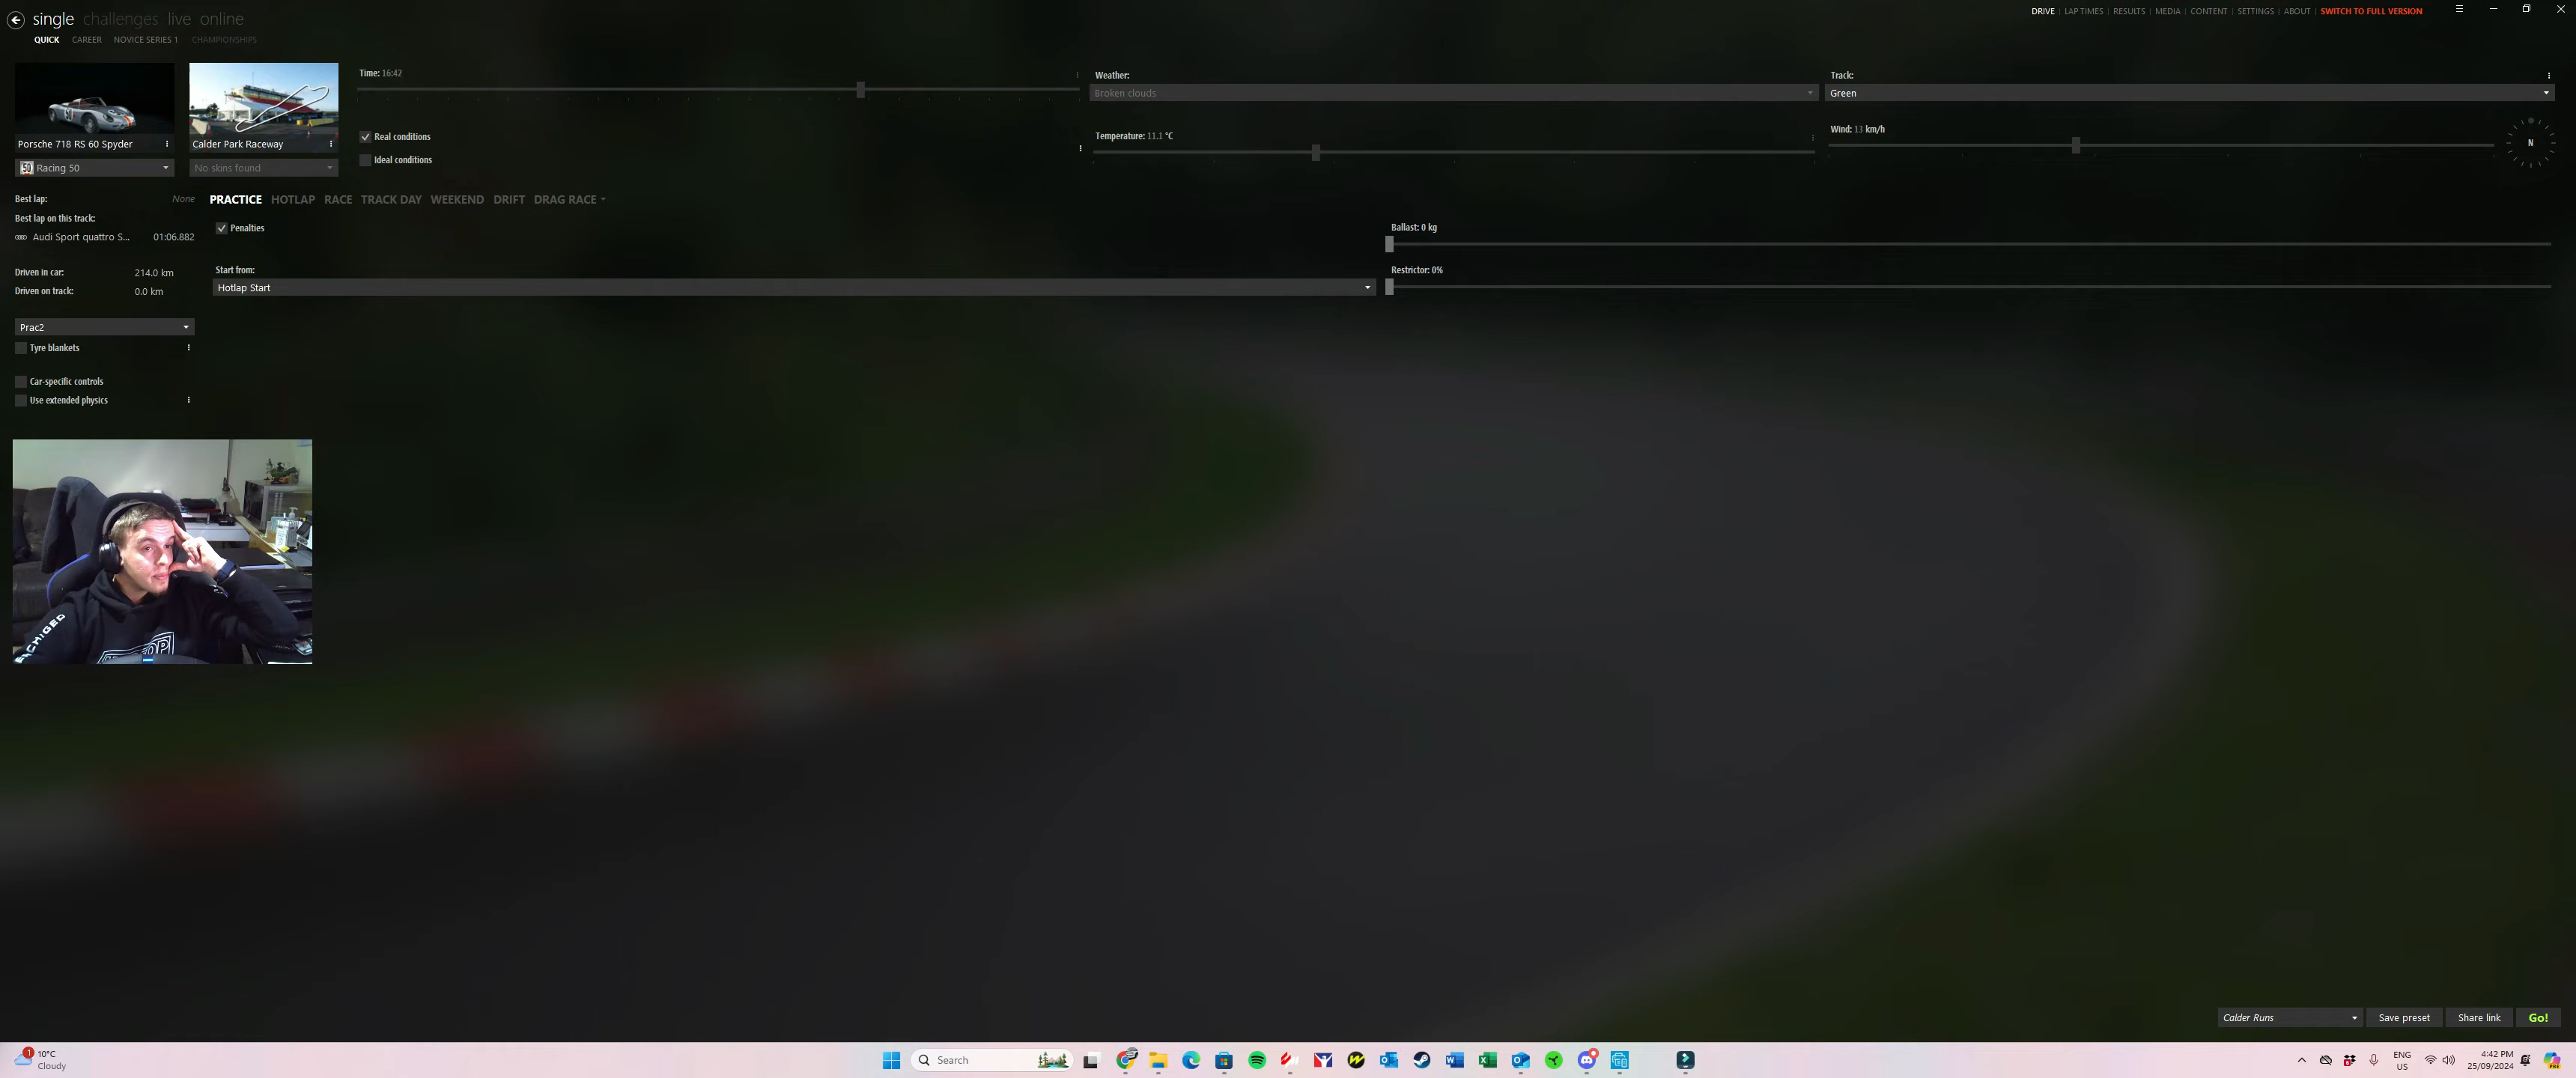 single challenges live online
DRIVE | LAP TIMES | RESULTS | MEDIA | CONTENT | SETTINGS | ABOUT | SWITCH TO FULL VERSION
QUICK CAREER NOVICE SERIES 1 CHAMPIONSHIPS
Porsche 718 RS 60 Spyder
Calder Park Raceway
50 Racing 50
No skins found
Time: 16:42
Real conditions
Ideal conditions
Weather:
Broken clouds
Temperature: 11.1 °C
Track:
Green
Wind: 13 km/h
N
Best lap: None
Best lap on this track:
Audi Sport quattro S... 01:06.882
Driven in car: 214.0 km
Driven on track: 0.0 km
Prac2
Tyre blankets
Car-specific controls
Use extended physics
PRACTICE HOTLAP RACE TRACK DAY WEEKEND DRIFT DRAG RACE
Penalties
Start from:
Hotlap Start
Ballast: 0 kg
Restrictor: 0%
Calder Runs
Save preset
Share link
Go!
1
10°C
Cloudy
Search
ENG
US
4:42 PM
25/09/2024
PRE